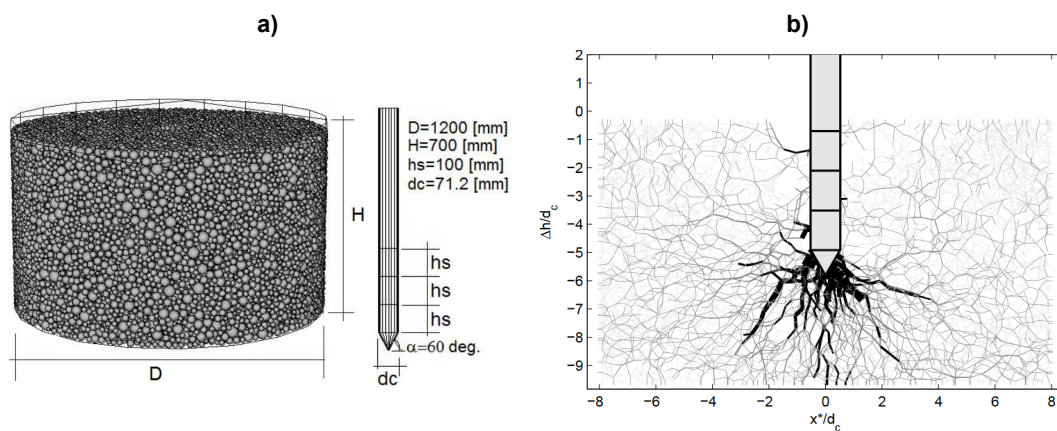 a)
D=1200 [mm]
H=700 [mm]
hs=100 [mm]
dc=71.2 [mm]
H
hs
hs
hs
α=60 deg.
dc
D
b)
2
1
0
−1
−2
−3
−4
−5
−6
−7
−8
−9
Δh/dc
−8 −6 −4 −2 0 2 4 6 8
x*/dc